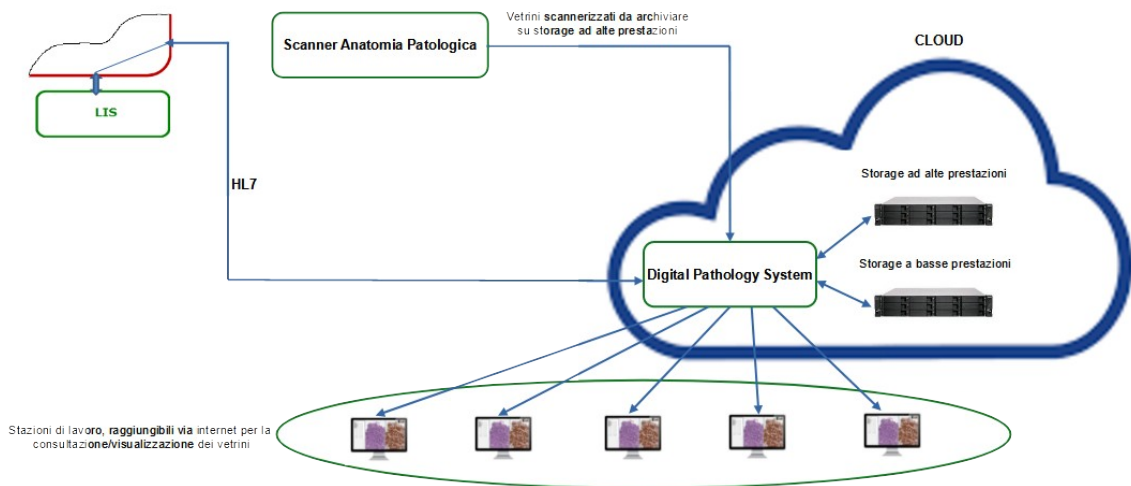 Vetrini scannerizzati da archiviare
su storage ad alte prestazioni
Scanner Anatomia Patologica
CLOUD
LIS
HL7
Storage ad alte prestazioni
Digital Pathology System
Storage a basse prestazioni
Stazioni di lavoro, raggiungibili via internet per la
consultazione/visualizzazione dei vetrini